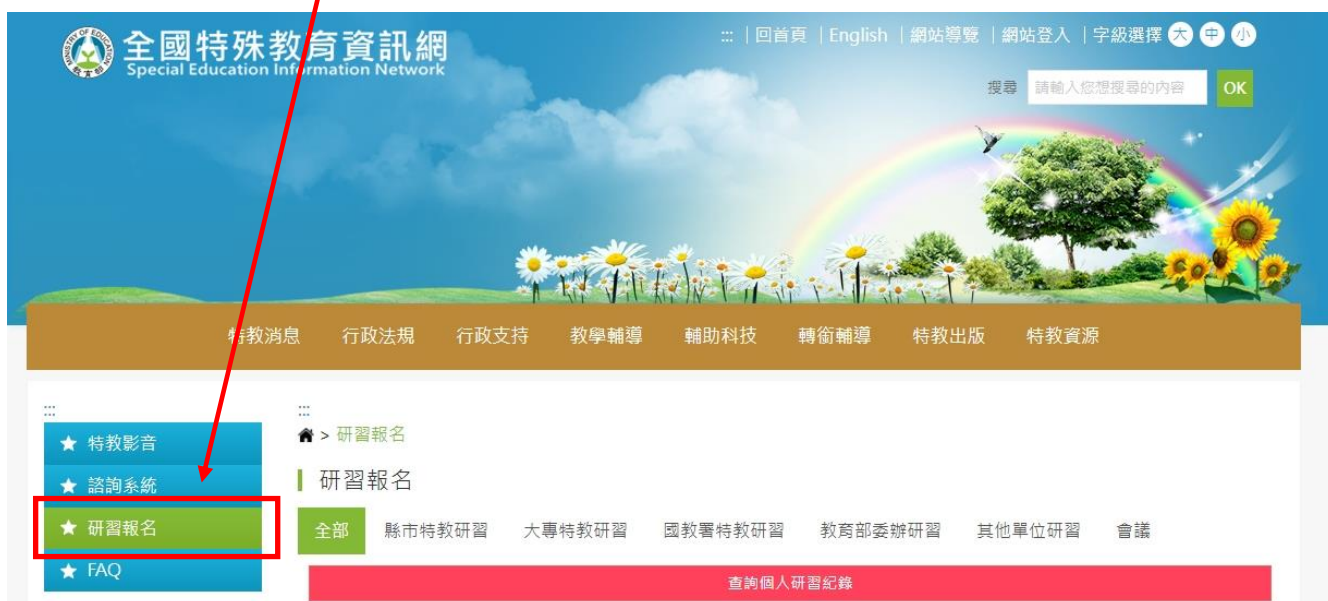 全國特殊教育資訊網
Special Education Information Network
::: | 回首頁 | English | 網站導覽 | 網站登入 | 字級選擇 大 中 小
搜尋 請輸入您想搜尋的內容 OK
特教消息 行政法規 行政支持 教學輔導 輔助科技 轉銜輔導 特教出版 特教資源
:::
★ 特教影音
★ 諮詢系統
★ 研習報名
★ FAQ
:::
> 研習報名
研習報名
全部 縣市特教研習 大專特教研習 國教署特教研習 教育部委辦研習 其他單位研習 會議
查詢個人研習紀錄